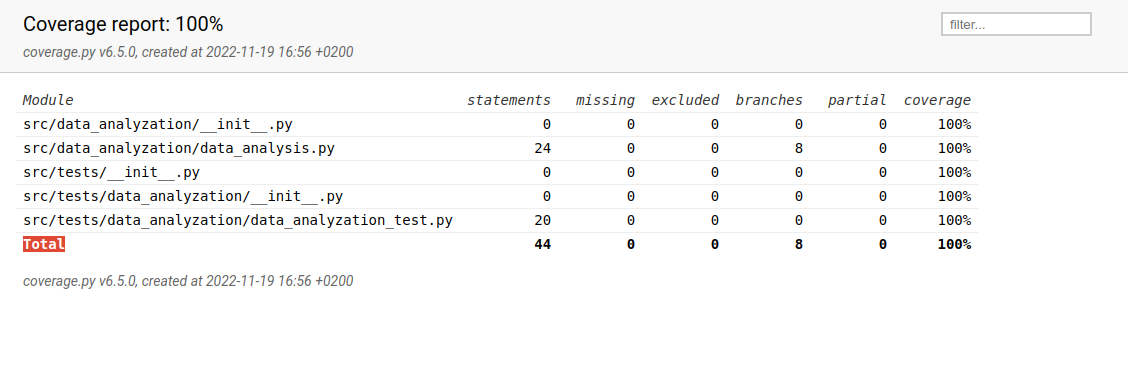 Coverage report: 100%
filter...
coverage.py v6.5.0, created at 2022-11-19 16:56 +0200
Module statements missing excluded branches partial coverage
src/data_analyzation/__init__.py 0 0 0 0 0 100%
src/data_analyzation/data_analysis.py 24 0 0 8 0 100%
src/tests/__init__.py 0 0 0 0 0 100%
src/tests/data_analyzation/__init__.py 0 0 0 0 0 100%
src/tests/data_analyzation/data_analyzation_test.py 20 0 0 0 0 100%
Total 44 0 0 8 0 100%
coverage.py v6.5.0, created at 2022-11-19 16:56 +0200